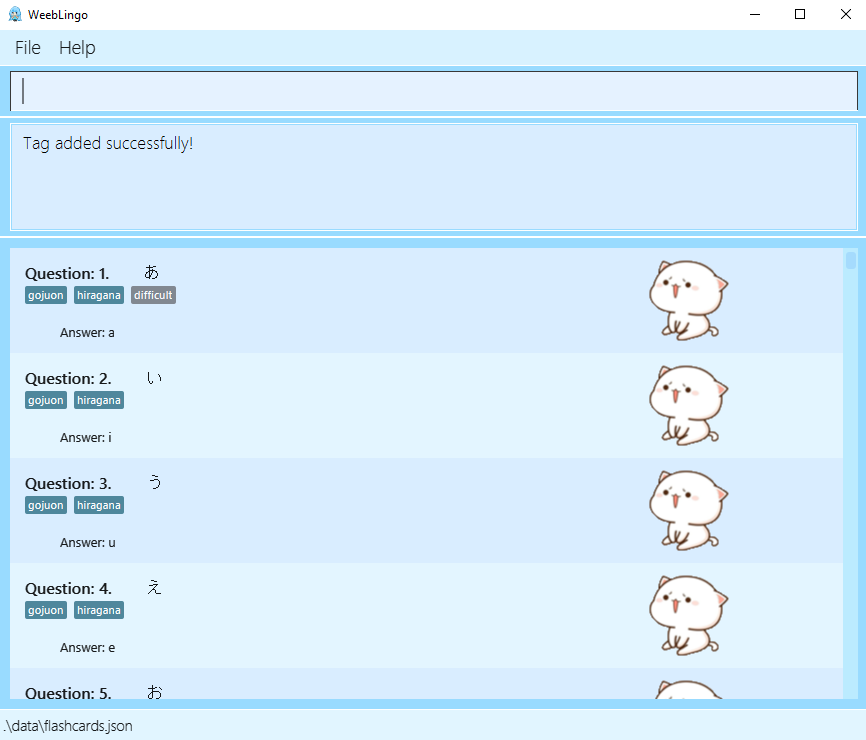 WeebLingo
File Help
Tag added successfully!
Question: 1. あ
gojuon hiragana difficult
Answer: a
Question: 2. い
gojuon hiragana
Answer: i
Question: 3. う
gojuon hiragana
Answer: u
Question: 4. え
gojuon hiragana
Answer: e
Question: 5. お
.\data\flashcards.json